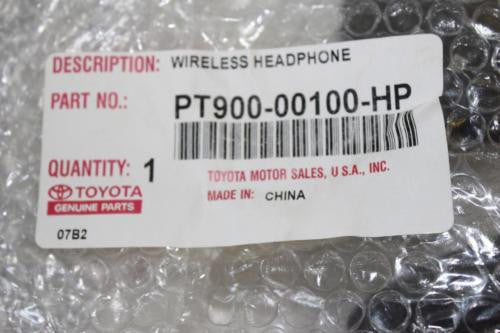 DESCRIPTION: WIRELESS HEADPHONE
PART NO.: PT900-00100-HP
QUANTITY: 1
TOYOTA MOTOR SALES, U.S.A., INC.
TOYOTA
MADE IN: CHINA
GENUINE PARTS
07B2